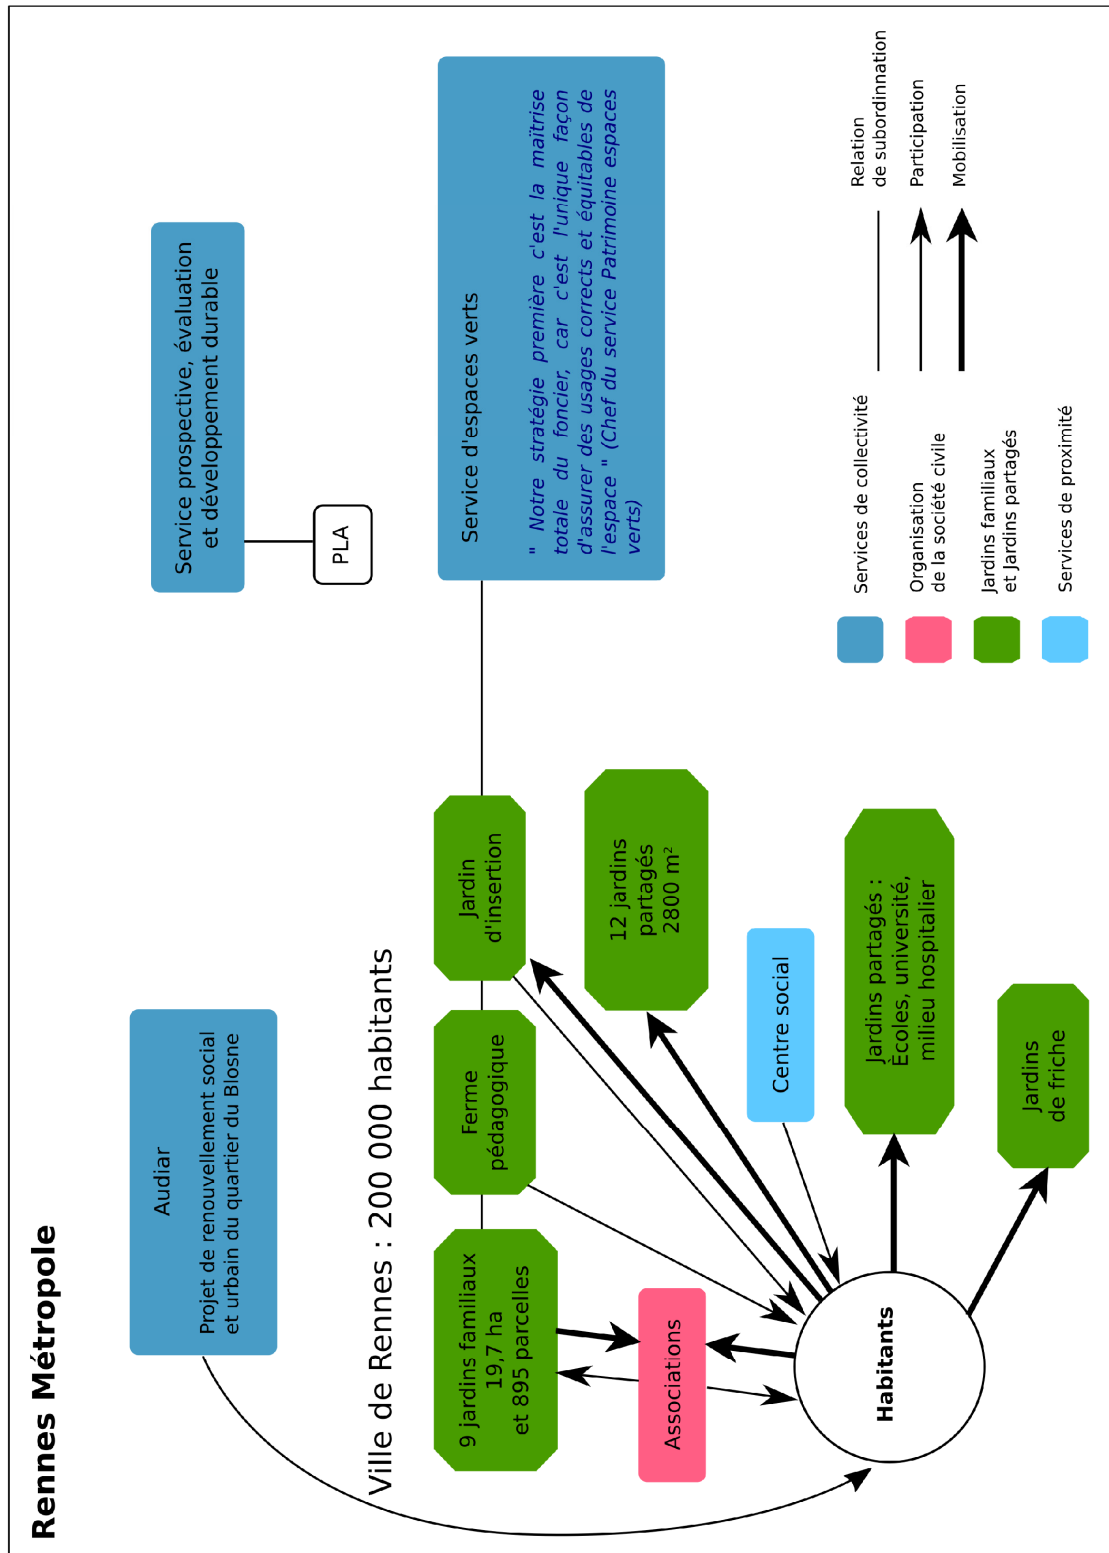 Rennes Métropole
Audiar
Projet de renouvellement social
et urbain du quartier du Blosne
Service prospective, évaluation
et développement durable
PLA
Ville de Rennes : 200 000 habitants
9 jardins familiaux
19,7 ha
et 895 parcelles
Ferme
pédagogique
Jardin
d'insertion
Service d'espaces verts
" Notre stratégie première c'est la maîtrise
totale du foncier, car c'est l'unique façon
d'assurer des usages corrects et équitables de
l'espace " (Chef du service Patrimoine espaces
verts)
12 jardins
partagés
2800 m²
Associations
Centre social
Habitants
Jardins partagés :
Ècoles, université,
milieu hospitalier
Jardins
de friche
Services de collectivité
Organisation
de la société civile
Jardins familiaux
et Jardins partagés
Services de proximité
Relation
de subordinnation
Participation
Mobilisation